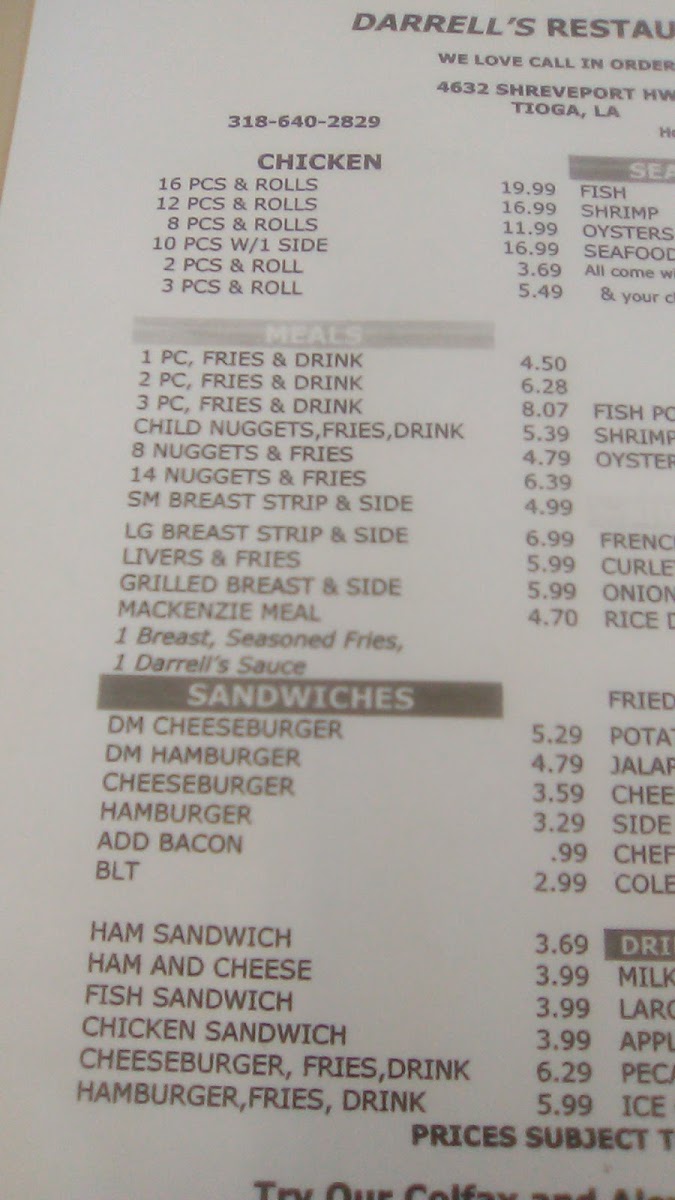 DARRELL'S RESTAU
WE LOVE CALL IN ORDER
4632 SHREVEPORT HW
TIOGA, LA
318-640-2829
CHICKEN
16 PCS & ROLLS 19.99
12 PCS & ROLLS 16.99
8 PCS & ROLLS 11.99
10 PCS W/1 SIDE 16.99
2 PCS & ROLL 3.69
3 PCS & ROLL 5.49
MEALS
1 PC, FRIES & DRINK 4.50
2 PC, FRIES & DRINK 6.28
3 PC, FRIES & DRINK 8.07
CHILD NUGGETS,FRIES,DRINK 5.39
8 NUGGETS & FRIES 4.79
14 NUGGETS & FRIES 6.39
SM BREAST STRIP & SIDE 4.99
LG BREAST STRIP & SIDE 6.99
LIVERS & FRIES 5.99
GRILLED BREAST & SIDE 5.99
MACKENZIE MEAL 4.70
1 Breast, Seasoned Fries,
1 Darrell's Sauce
SANDWICHES
DM CHEESEBURGER 5.29
DM HAMBURGER 4.79
CHEESEBURGER 3.59
HAMBURGER 3.29
ADD BACON .99
BLT 2.99
HAM SANDWICH 3.69
HAM AND CHEESE 3.99
FISH SANDWICH 3.99
CHICKEN SANDWICH 3.99
CHEESEBURGER, FRIES,DRINK 6.29
HAMBURGER,FRIES, DRINK 5.99
Ho
SEA
FISH
SHRIMP
OYSTERS
SEAFOOD
All come wi
& your c
FISH PO
SHRIMP
OYSTER
FRENC
CURLE
ONION
RICE D
FRIED
POTA
JALAP
CHEE
SIDE
CHEF
COLE
DRI
MILK
LARG
APPL
PECA
ICE
PRICES SUBJECT T
Try Our Colfax and